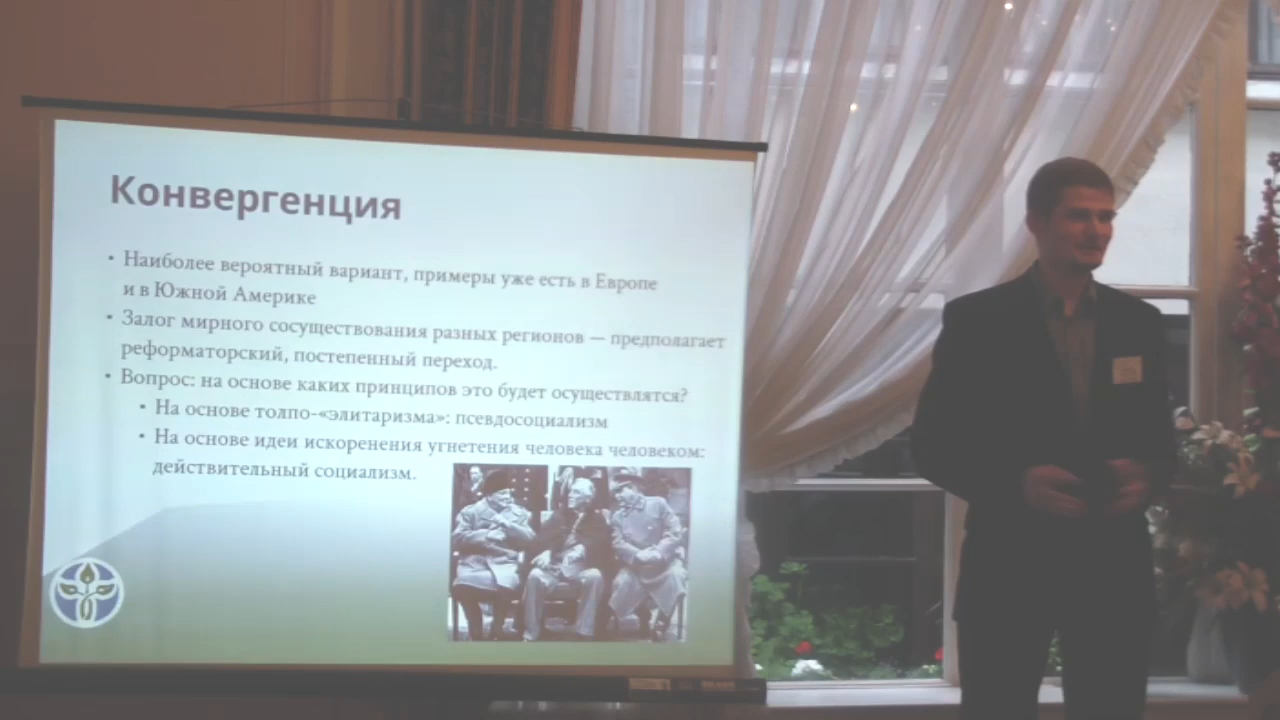 Конвергенция
• Наиболее вероятный вариант, примеры уже есть в Европе
и в Южной Америке
• Залог мирного сосуществования разных регионов — предполагает
реформаторский, постепенный переход.
• Вопрос: на основе каких принципов это будет осуществлятся?
• На основе толпо-«элитаризма»: псевдосоциализм
• На основе идеи искоренения угнетения человека человеком:
действительный социализм.